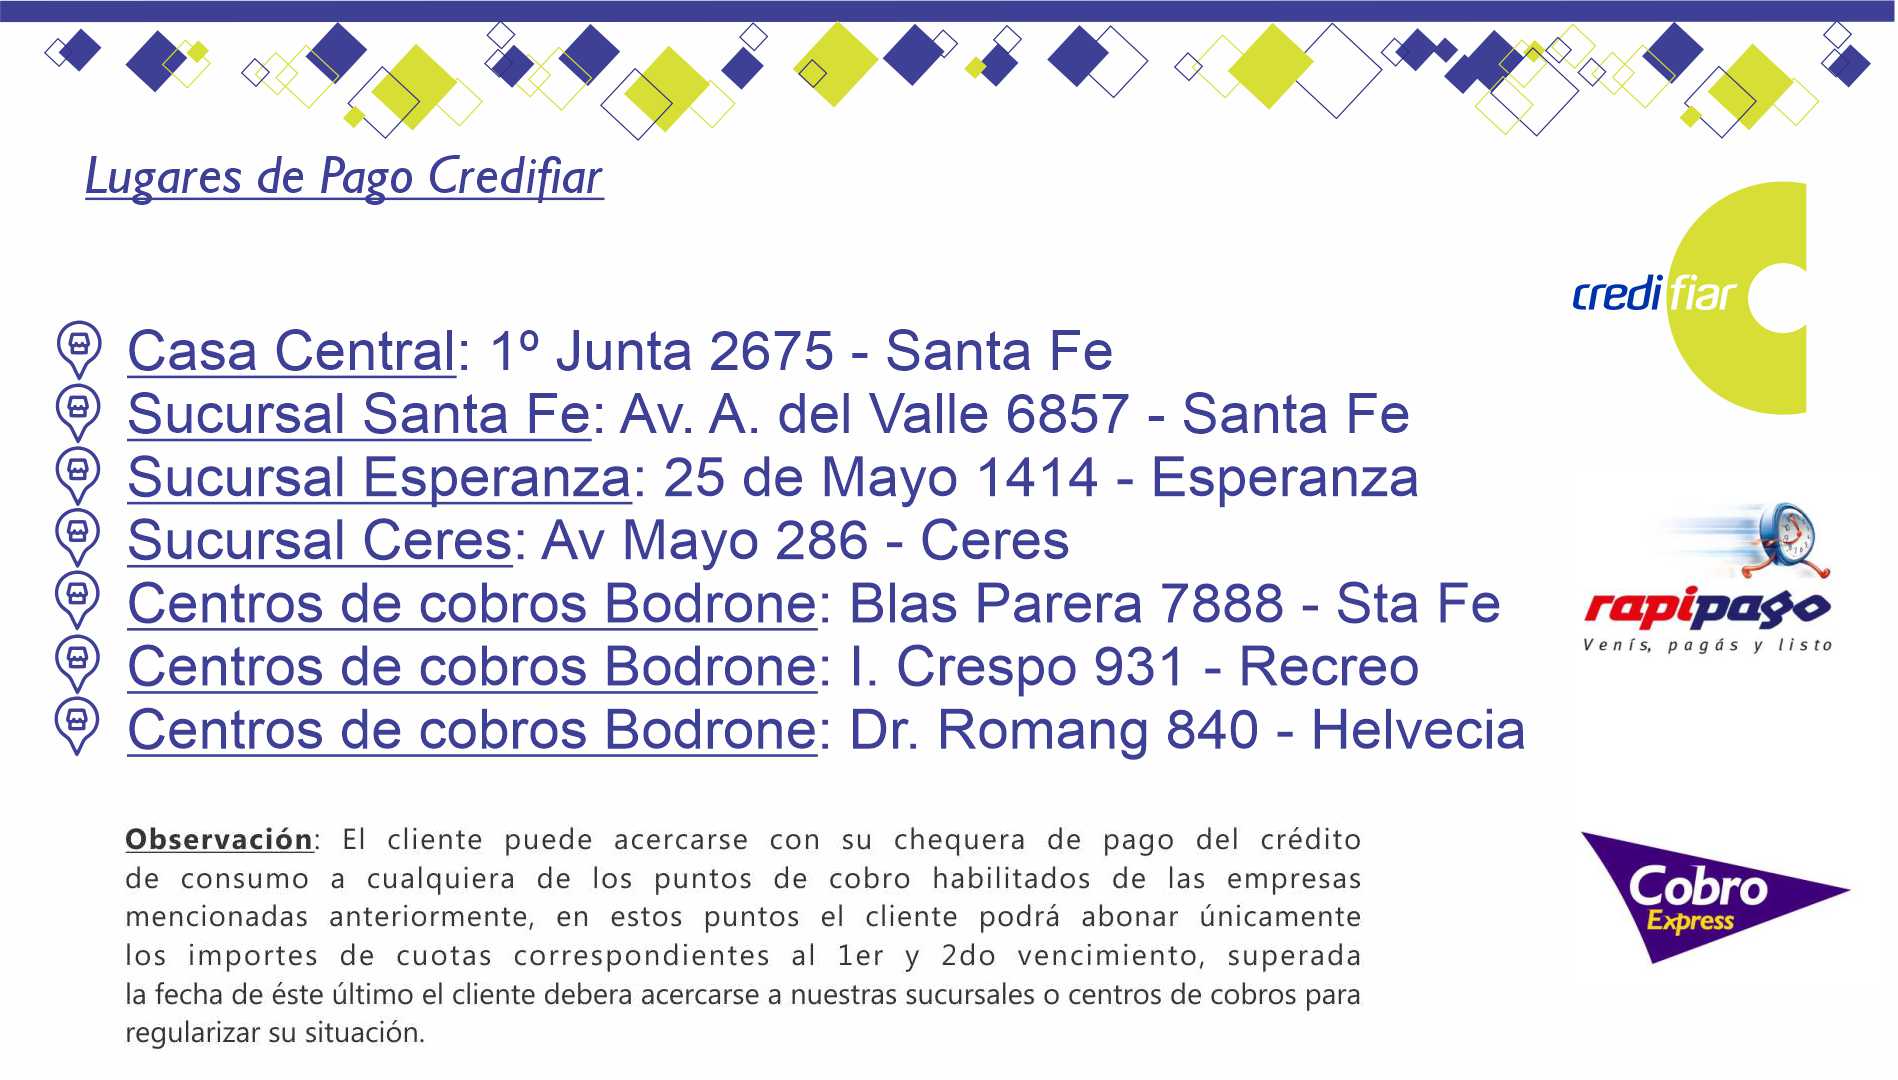 Lugares de Pago Credifiar
credifiar
Casa Central: 1º Junta 2675 - Santa Fe
Sucursal Santa Fe: Av. A. del Valle 6857 - Santa Fe
Sucursal Esperanza: 25 de Mayo 1414 - Esperanza
Sucursal Ceres: Av Mayo 286 - Ceres
Centros de cobros Bodrone: Blas Parera 7888 - Sta Fe
Centros de cobros Bodrone: I. Crespo 931 - Recreo
Centros de cobros Bodrone: Dr. Romang 840 - Helvecia
rapipago
Venís, pagás y listo
Observación: El cliente puede acercarse con su chequera de pago del crédito
de consumo a cualquiera de los puntos de cobro habilitados de las empresas
mencionadas anteriormente, en estos puntos el cliente podrá abonar únicamente
los importes de cuotas correspondientes al 1er y 2do vencimiento, superada
la fecha de éste último el cliente debera acercarse a nuestras sucursales o centros de cobros para
regularizar su situación.
Cobro
Express